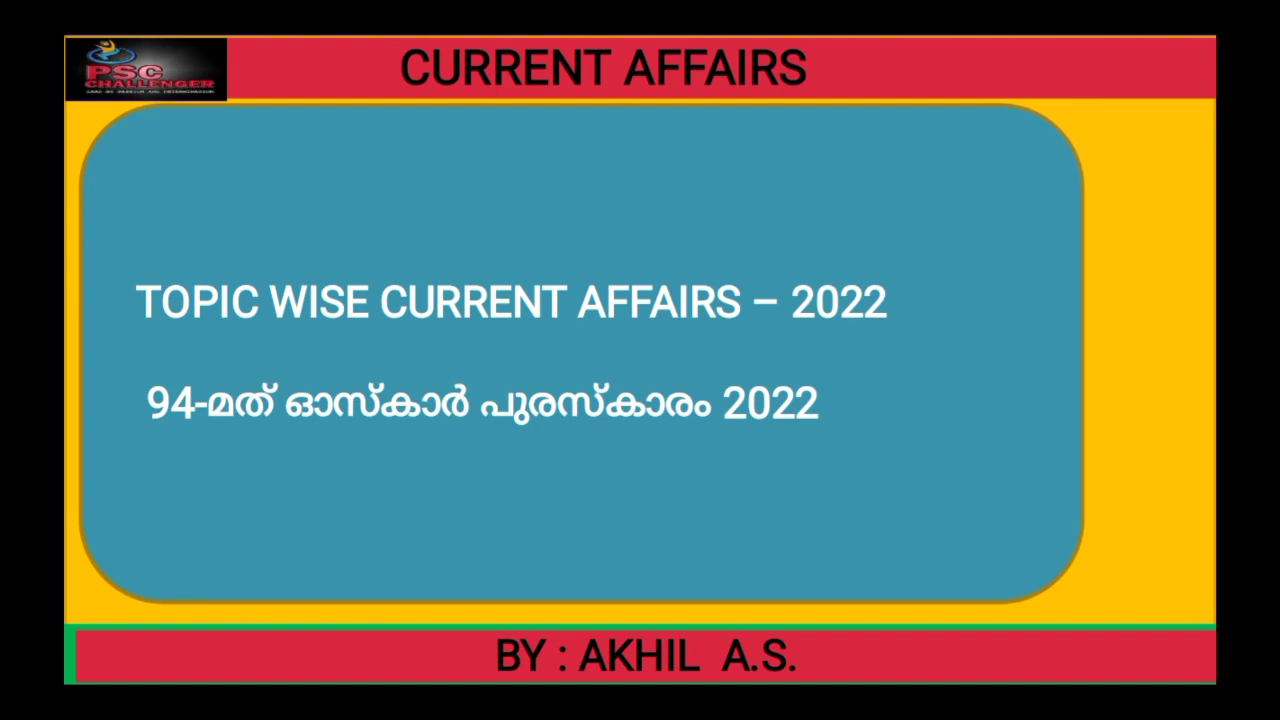 PSC
CHALLENGER
CURRENT AFFAIRS
TOPIC WISE CURRENT AFFAIRS – 2022
94-മത് ഓസ്കാർ പുരസ്കാരം 2022
BY : AKHIL A.S.